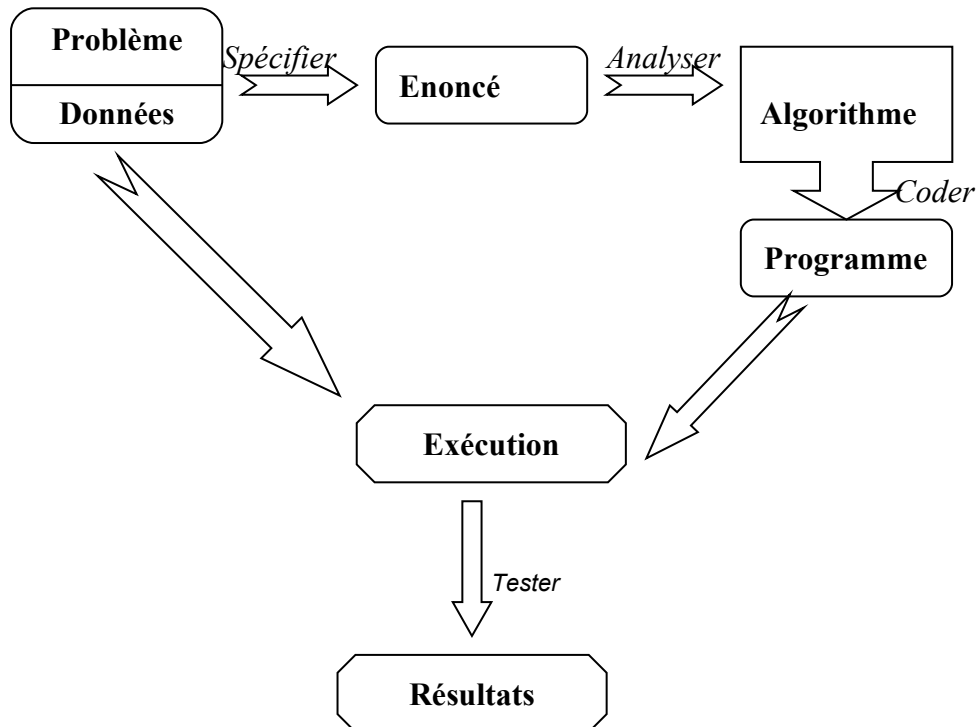 Problème
Spécifier
Analyser
Enoncé
Algorithme
Données
Coder
Programme
Exécution
Tester
Résultats